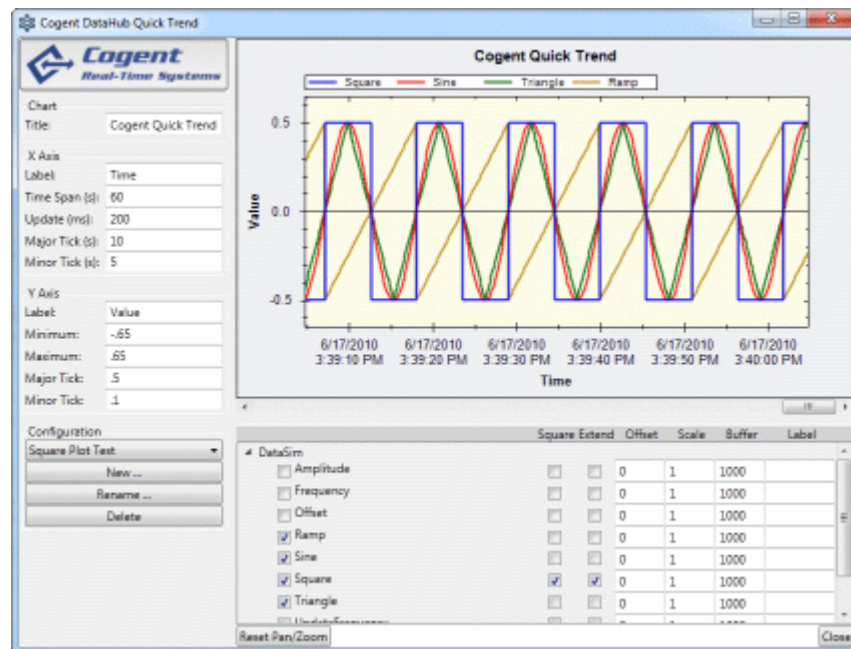 Cogent DataHub Quick Trend
Cogent
Real-Time Systems
Chart
Title: Cogent Quick Trend
X Axis
Label: Time
Time Span (s): 60
Update (ms): 200
Major Tick (s): 10
Minor Tick (s): 5
Y Axis
Label: Value
Minimum: -.65
Maximum: .65
Major Tick: .5
Minor Tick: .1
Configuration
Square Plot Test
New ...
Rename ...
Delete
Cogent Quick Trend
Square Sine Triangle Ramp
Value
0.5
0.0
-0.5
6/17/2010 6/17/2010 6/17/2010 6/17/2010 6/17/2010 6/17/2010
3:39:10 PM 3:39:20 PM 3:39:30 PM 3:39:40 PM 3:39:50 PM 3:40:00 PM
Time
Square Extend Offset Scale Buffer Label
DataSim
Amplitude 0 1 1000
Frequency 0 1 1000
Offset 0 1 1000
Ramp 0 1 1000
Sine 0 1 1000
Square 0 1 1000
Triangle 0 1 1000
UpdateFrequency
Reset Pan/Zoom Close